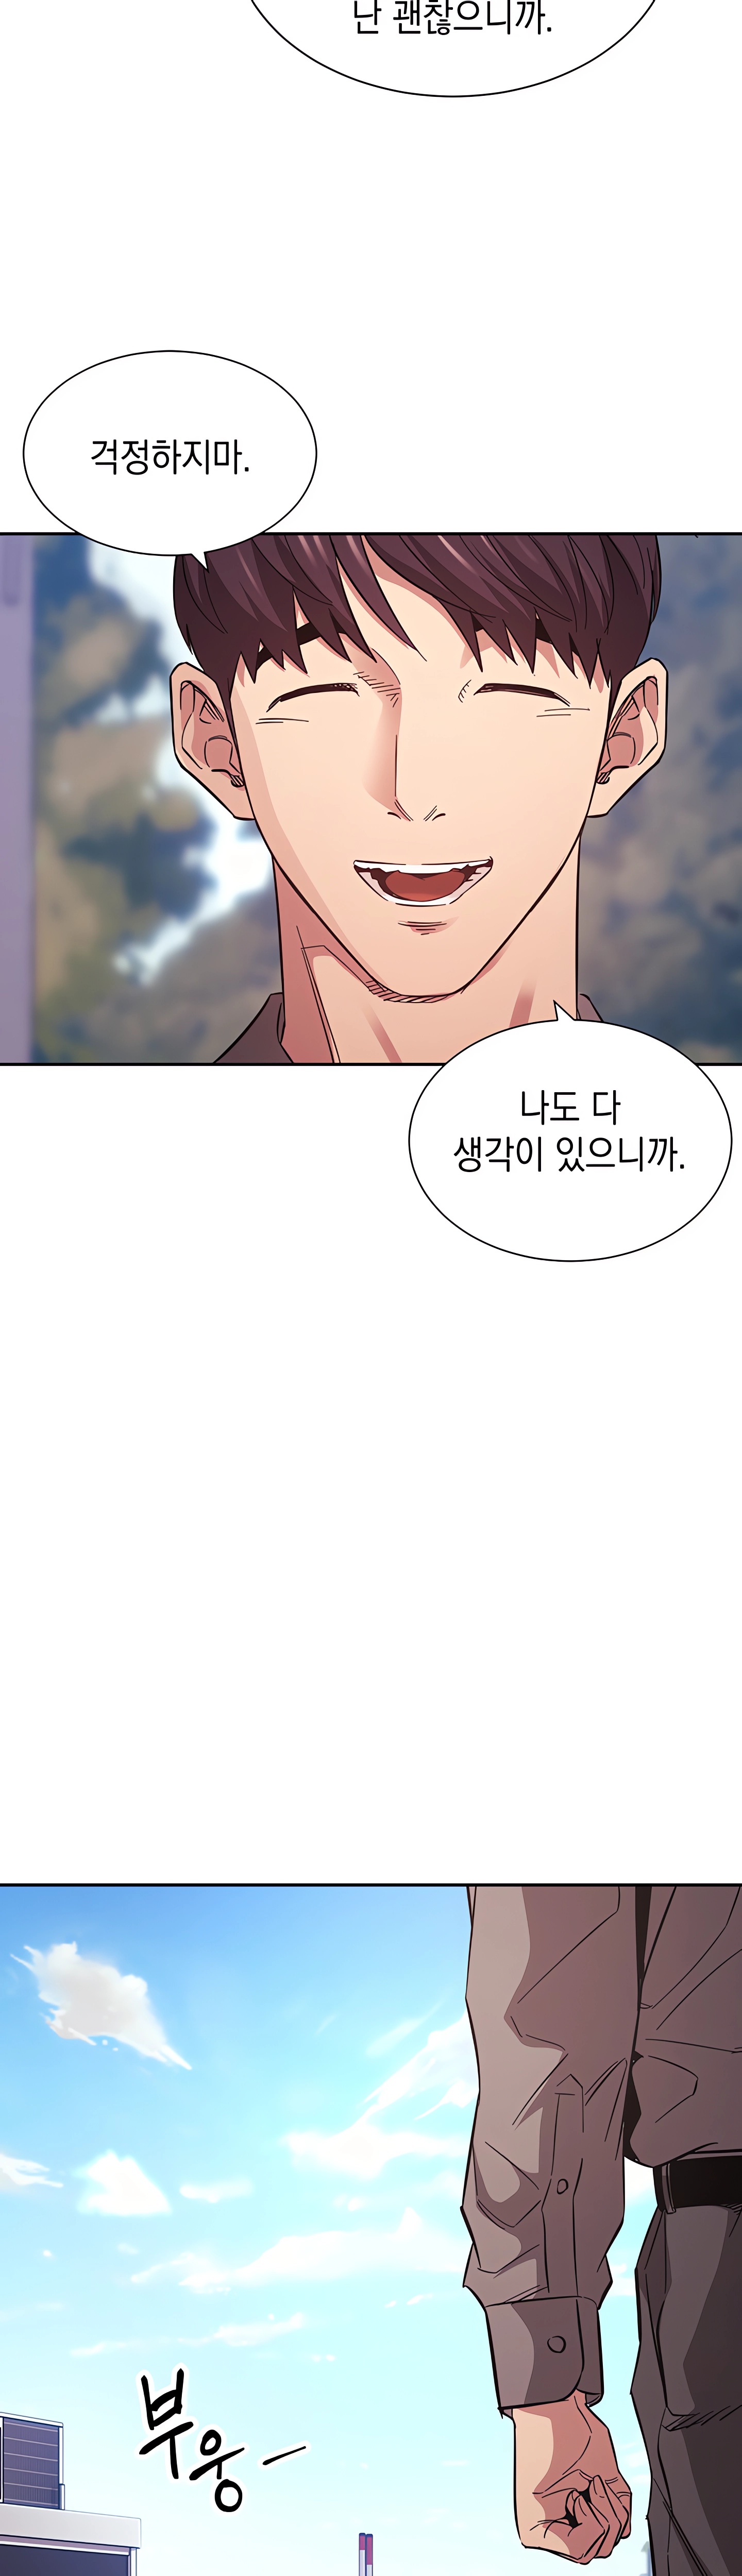 난 괜찮으니까.
걱정하지마.
나도 다
생각이 있으니까.
부웅ㅡ